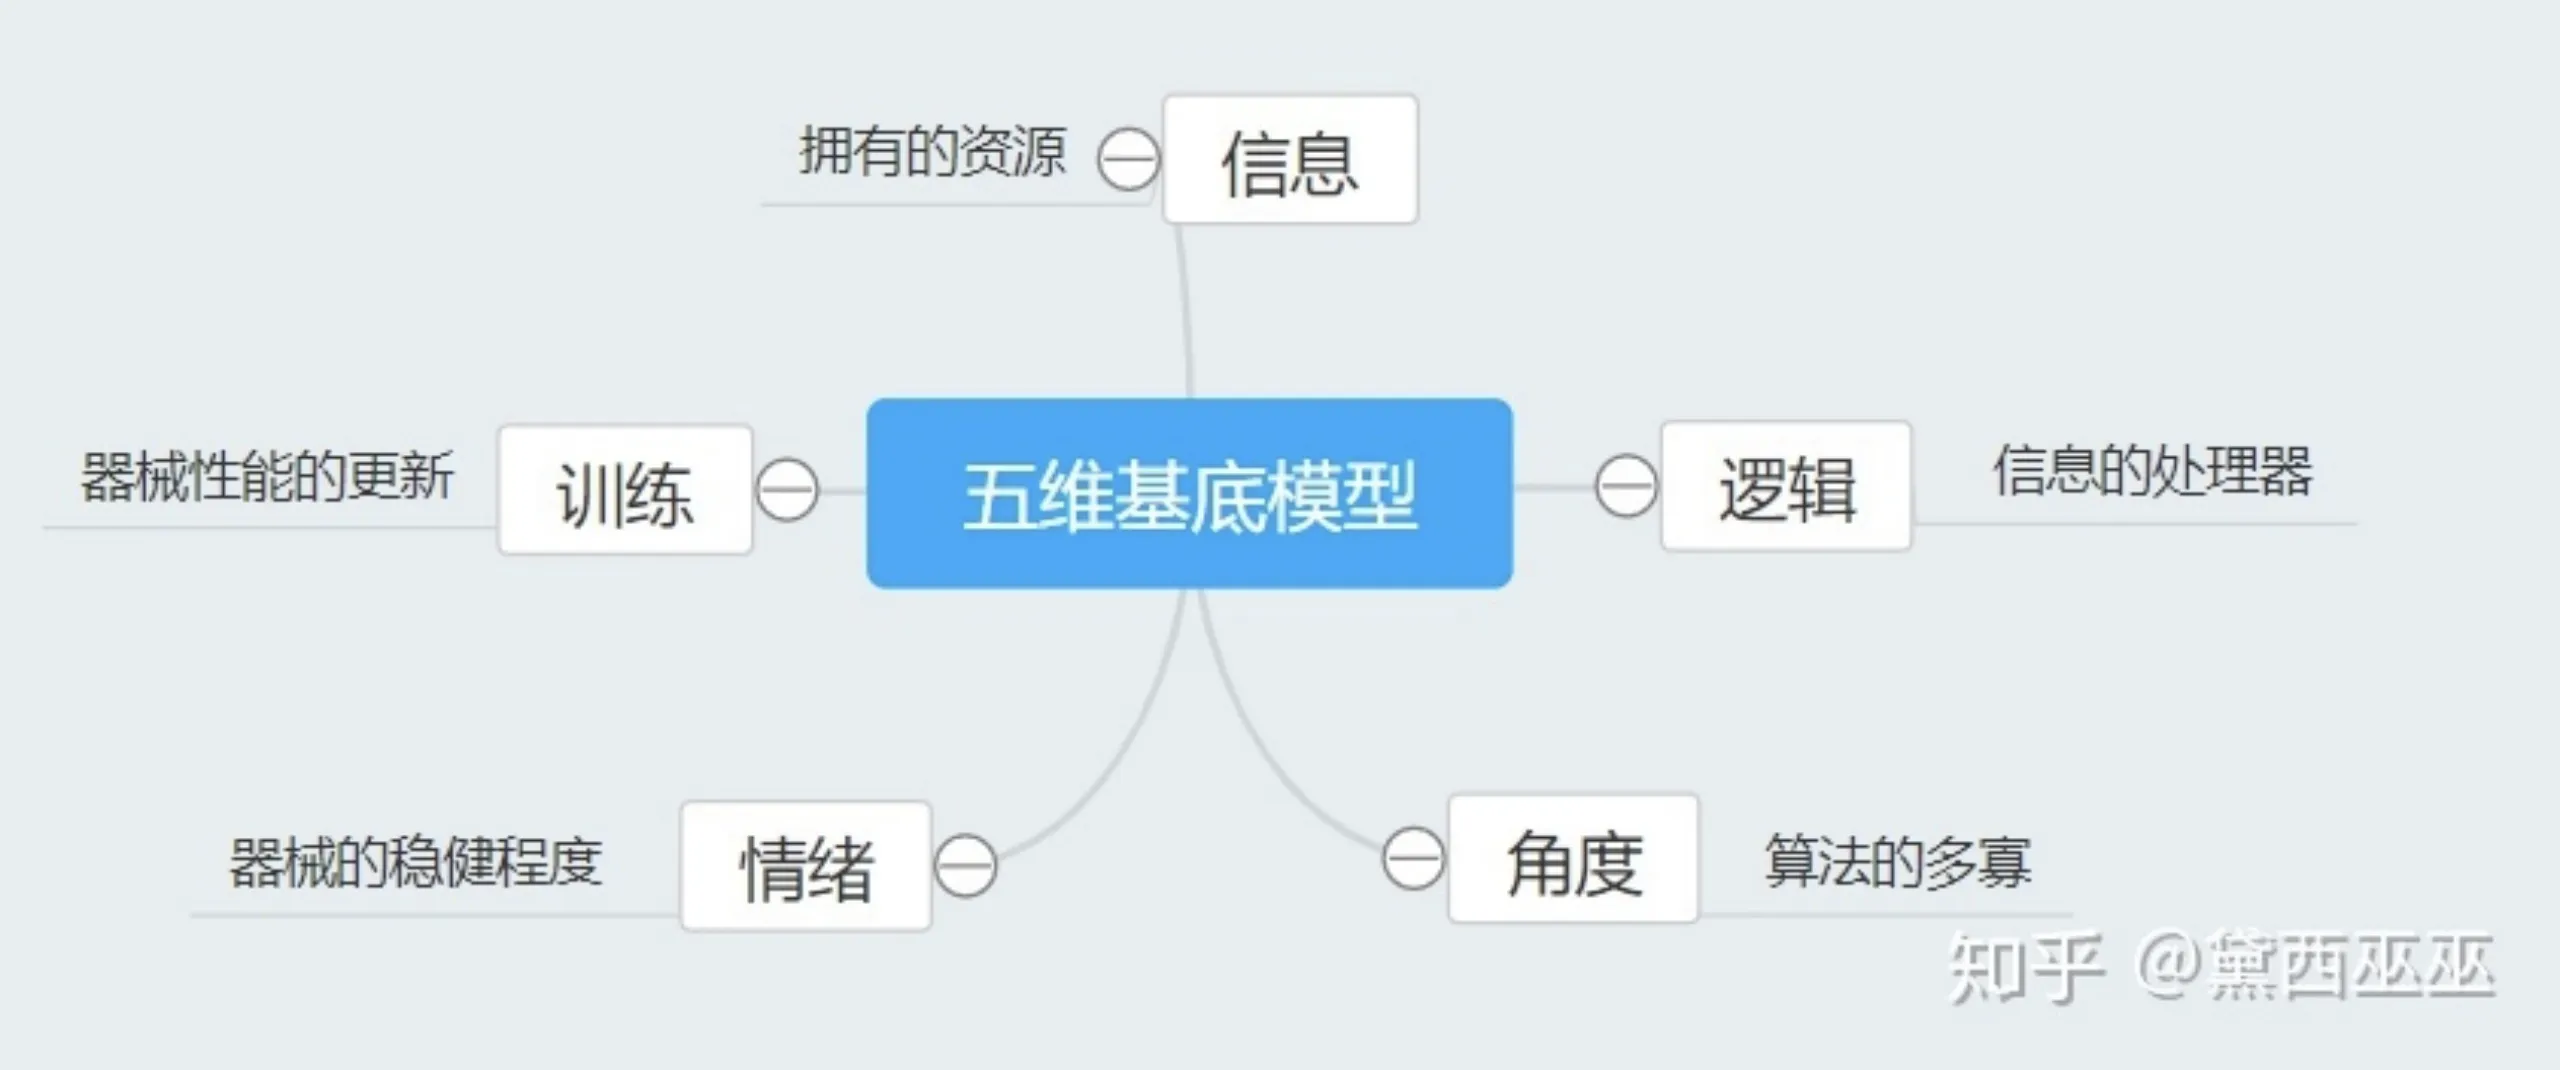 拥有的资源
信息
器械性能的更新
训练
五维基底模型
逻辑
信息的处理器
器械的稳健程度
情绪
角度
算法的多寡
知乎 @黛西巫巫